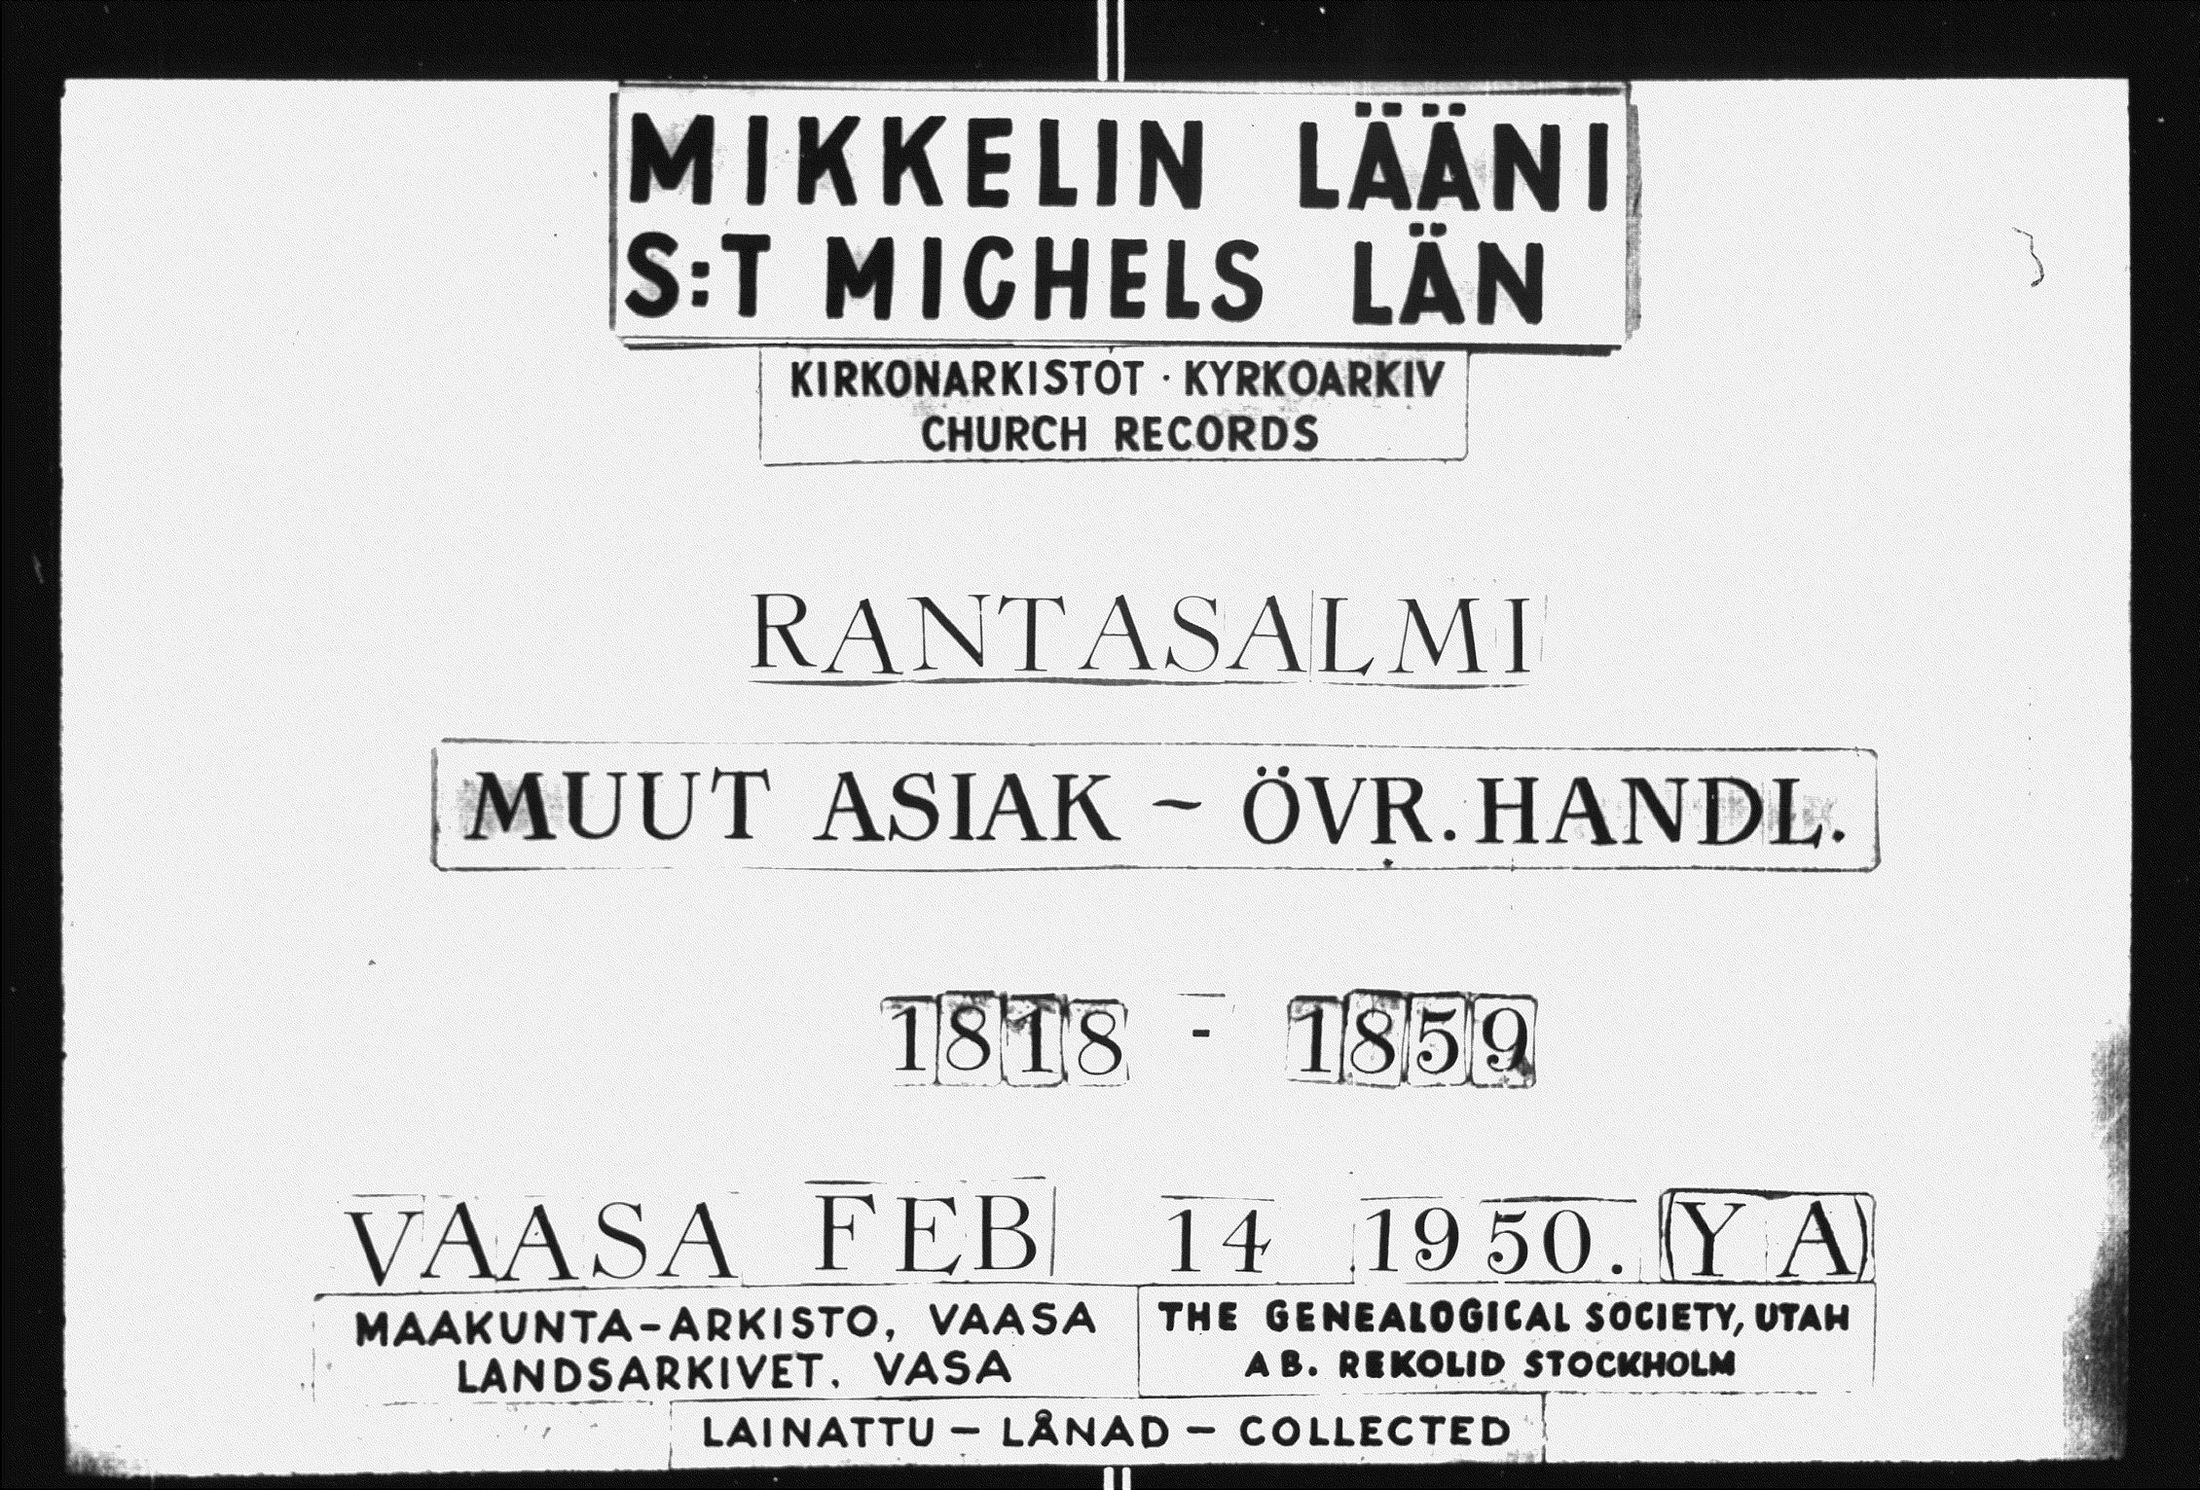 MIKKELIN LÄÄNI
S:T MICHELS LÄN
KIRKONARKISTOT · KYRKOARKIV
CHURCH RECORDS
RANTASALMI
MUUT ASIAK ~ ÖVR. HANDL.
1818 - 1859
VAASA FEB 14 1950. (Y A)
MAAKUNTA-ARKISTO, VAASA
LANDSARKIVET, VASA
THE GENEALOGICAL SOCIETY, UTAH
AB. REKOLID STOCKHOLM
LAINATTU – LÅNAD – COLLECTED